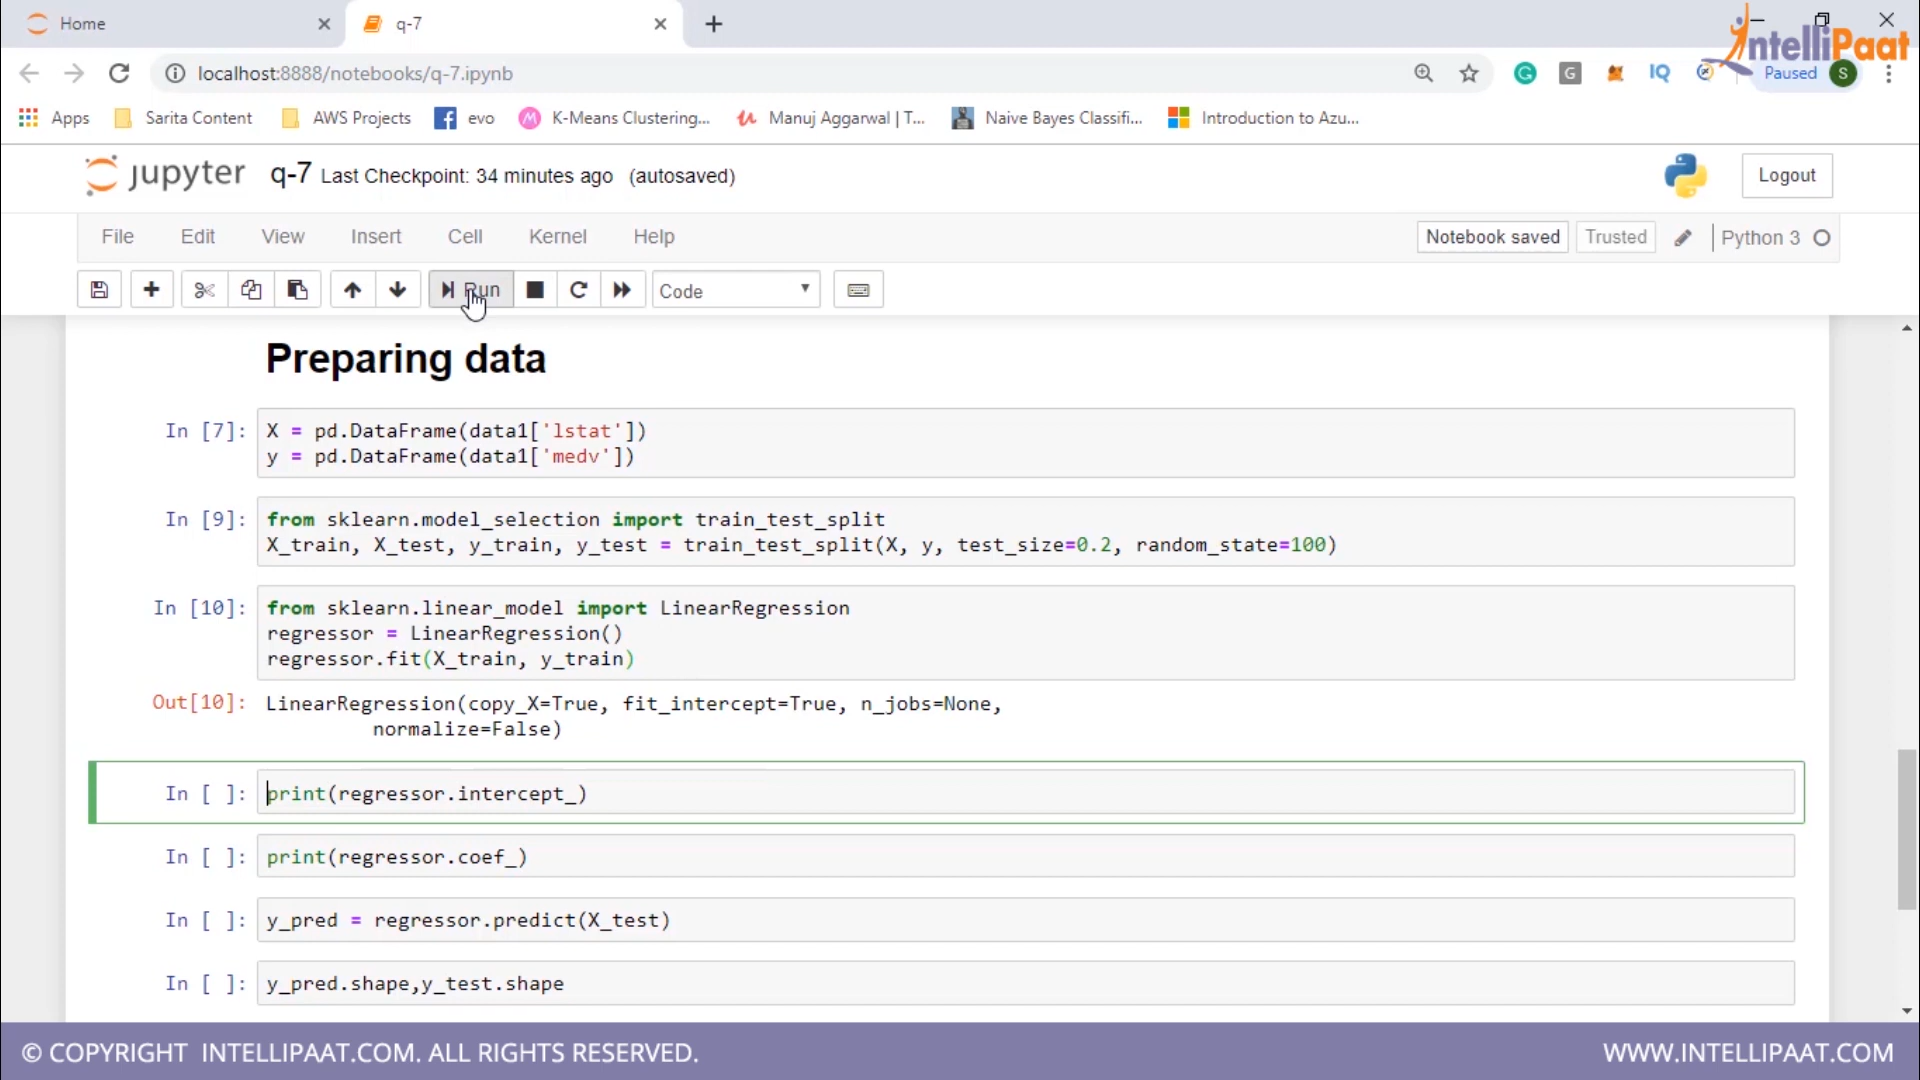 Home
q-7
IntelliPaat
localhost:8888/notebooks/q-7.ipynb
G
IQ
Paused
S
Apps
Sarita Content
AWS Projects
evo
K-Means Clustering...
Manuj Aggarwal | T...
Naive Bayes Classifi...
Introduction to Azu...
jupyter
q-7 Last Checkpoint: 34 minutes ago (autosaved)
Logout
File
Edit
View
Insert
Cell
Kernel
Help
Notebook saved
Trusted
Python 3
Run
Code
Preparing data
In [7]:
X = pd.DataFrame(data1['lstat'])
y = pd.DataFrame(data1['medv'])
In [9]:
from sklearn.model_selection import train_test_split
X_train, X_test, y_train, y_test = train_test_split(X, y, test_size=0.2, random_state=100)
In [10]:
from sklearn.linear_model import LinearRegression
regressor = LinearRegression()
regressor.fit(X_train, y_train)
Out[10]:
LinearRegression(copy_X=True, fit_intercept=True, n_jobs=None,
normalize=False)
In [ ]:
print(regressor.intercept_)
In [ ]:
print(regressor.coef_)
In [ ]:
y_pred = regressor.predict(X_test)
In [ ]:
y_pred.shape,y_test.shape
© COPYRIGHT INTELLIPAAT.COM. ALL RIGHTS RESERVED.
WWW.INTELLIPAAT.COM